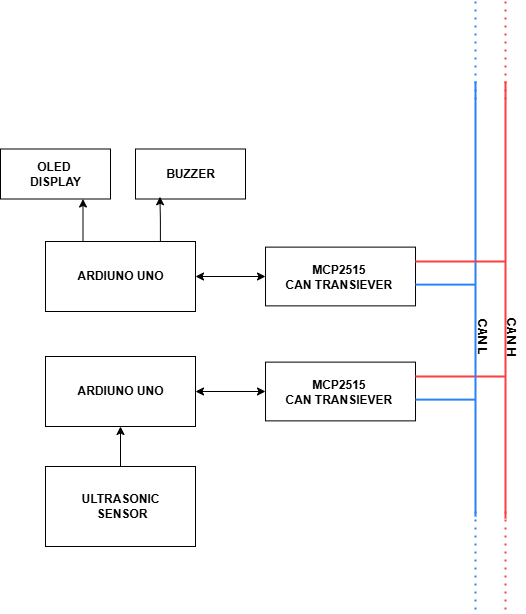 OLED
DISPLAY
BUZZER
ARDIUNO UNO
MCP2515
CAN TRANSIEVER
CAN L
CAN H
ARDIUNO UNO
MCP2515
CAN TRANSIEVER
ULTRASONIC
SENSOR